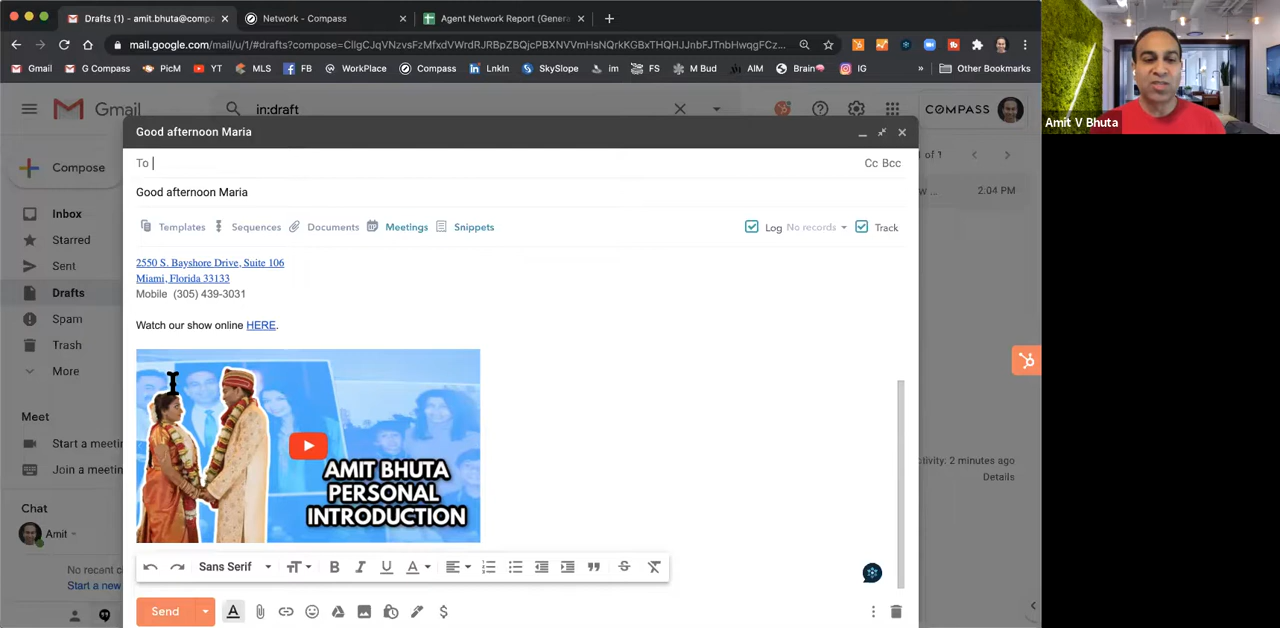 Drafts (1) - amit.bhuta@compa
Network - Compass
Agent Network Report (Genera
mail.google.com/mail/u/1/#drafts?compose=CllgCJqVNzvsFzMfxdVWrdRJRBpZBQjcPBXNVVmHsNQrkKGBxTHQHJJnbFJTnbHwqgFCz...
Gmail
G Compass
PicM
YT
MLS
FB
WorkPlace
Compass
LnkIn
SkySlope
im
FS
M Bud
AIM
Brain
IG
»
Other Bookmarks
Gmail
in:draft
COMPASS
Amit V Bhuta
Good afternoon Maria
To
Cc Bcc
Good afternoon Maria
Templates
Sequences
Documents
Meetings
Snippets
Log No records
Track
2550 S. Bayshore Drive, Suite 106
Miami, Florida 33133
Mobile (305) 439-3031
Watch our show online HERE.
AMIT BHUTA
PERSONAL
INTRODUCTION
Sans Serif
Send
Compose
Inbox
Starred
Sent
Drafts
Spam
Trash
More
Meet
Start a meetin
Join a meeting
Chat
Amit
No recent c
Start a new
2:04 PM
ctivity: 2 minutes ago
Details